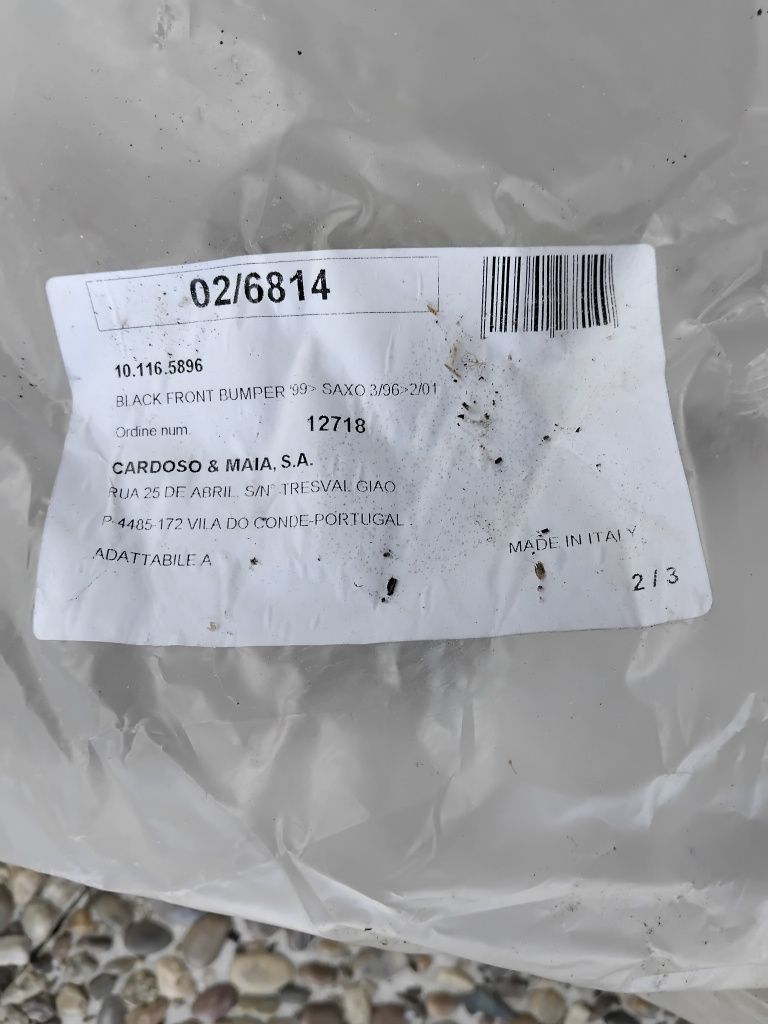 02/6814
10.116.5896
BLACK FRONT BUMPER '99> SAXO 3/96>2/01
Ordine num. 12718
CARDOSO & MAIA, S.A.
RUA 25 DE ABRIL, S/Nº-TRESVAL GIAO
P-4485-172 VILA DO CONDE-PORTUGAL .
ADATTABILE A
MADE IN ITALY
2 / 3